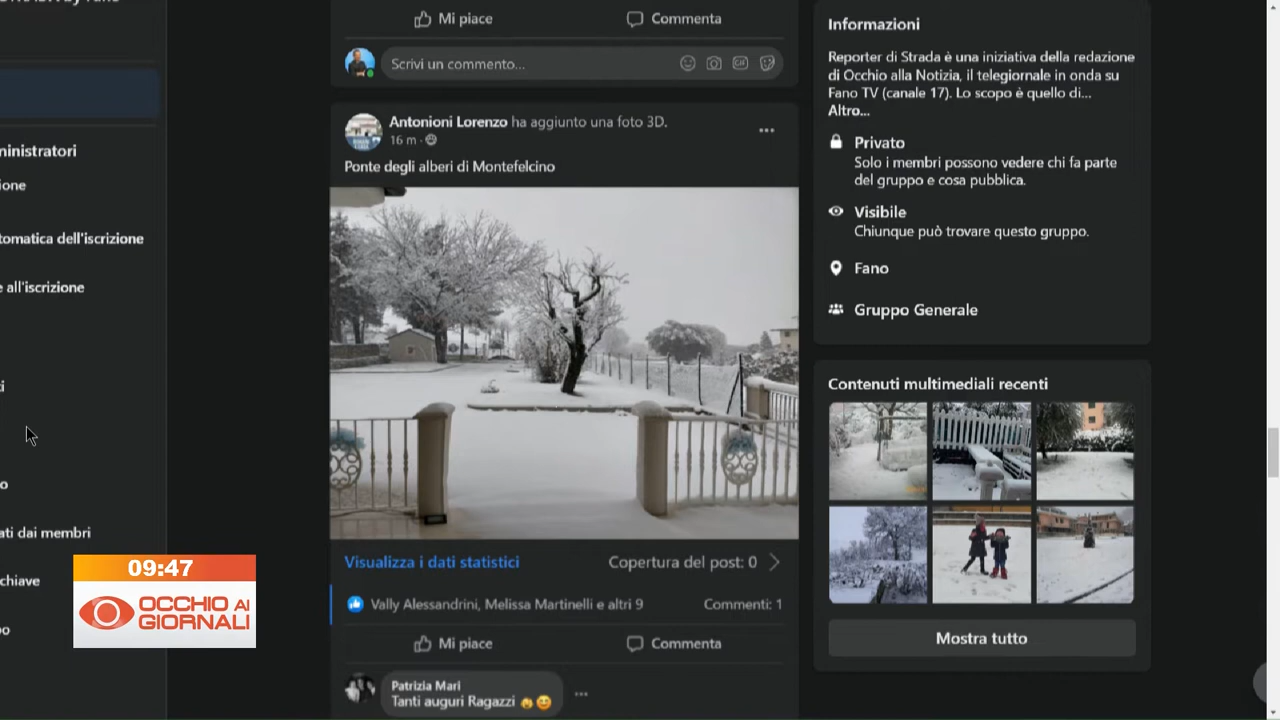 Mi piace
Commenta
Scrivi un commento...
Antonioni Lorenzo ha aggiunto una foto 3D.
16 m ·
Ponte degli alberi di Montefelcino
Visualizza i dati statistici
Copertura del post: 0
Vally Alessandrini, Melissa Martinelli e altri 9
Commenti: 1
Mi piace
Commenta
Patrizia Mari
Tanti auguri Ragazzi
ministratori
ione
tomatica dell'iscrizione
e all'iscrizione
ti
o
ati dai membri
chiave
po
09:47
OCCHIO AI
GIORNALI
Informazioni
Reporter di Strada è una iniziativa della redazione
di Occhio alla Notizia, il telegiornale in onda su
Fano TV (canale 17). Lo scopo è quello di...
Altro...
Privato
Solo i membri possono vedere chi fa parte
del gruppo e cosa pubblica.
Visibile
Chiunque può trovare questo gruppo.
Fano
Gruppo Generale
Contenuti multimediali recenti
Mostra tutto